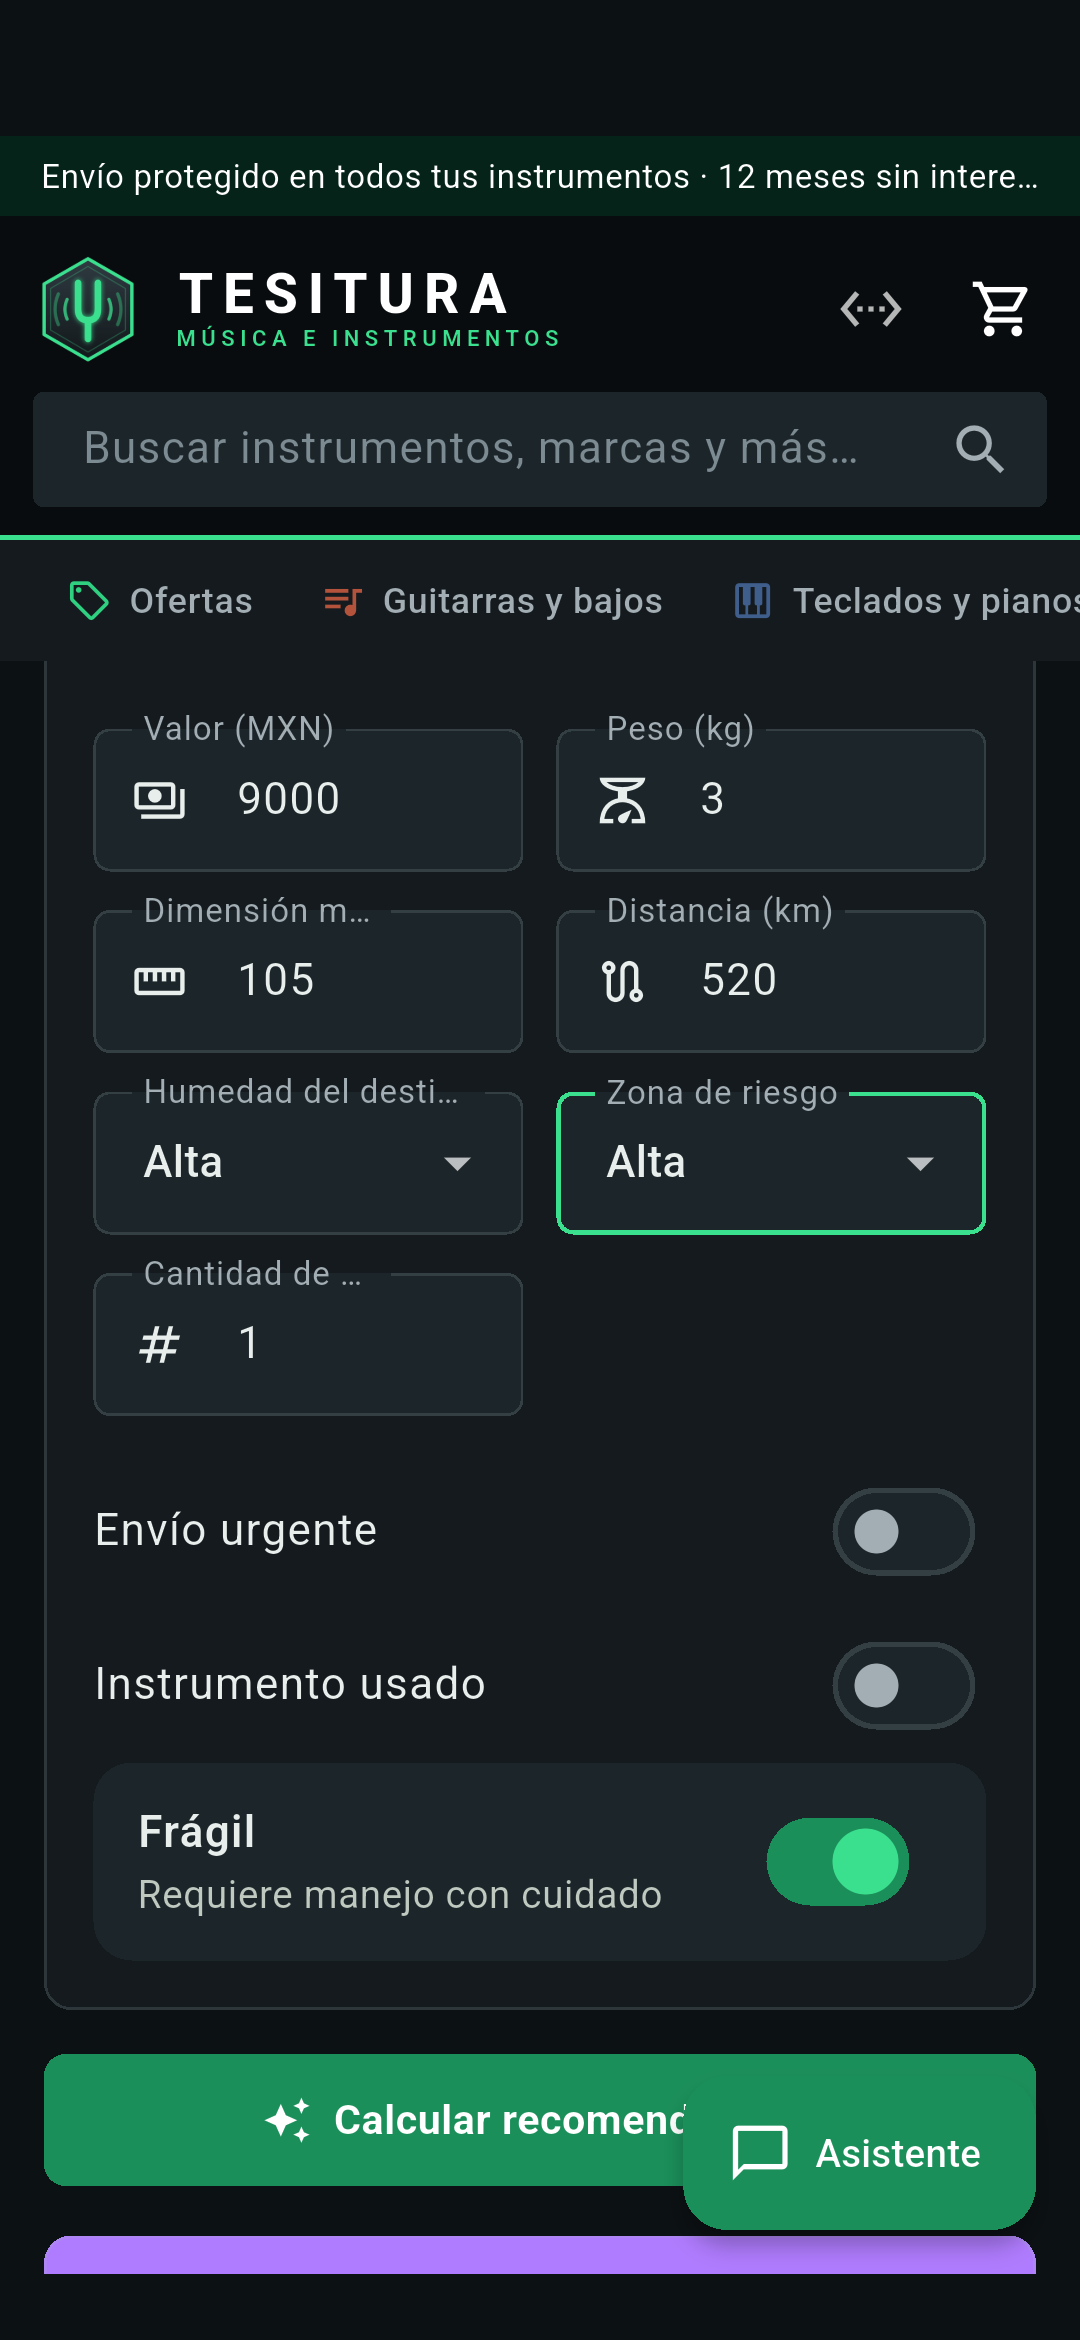 Envío protegido en todos tus instrumentos · 12 meses sin intere…
TESITURA
MÚSICA E INSTRUMENTOS
Buscar instrumentos, marcas y más…
Ofertas
Guitarras y bajos
Teclados y pianos
Valor (MXN)
9000
Peso (kg)
3
Dimensión m…
105
Distancia (km)
520
Humedad del desti…
Alta
Zona de riesgo
Alta
Cantidad de …
1
Envío urgente
Instrumento usado
Frágil
Requiere manejo con cuidado
Calcular recomend
Asistente